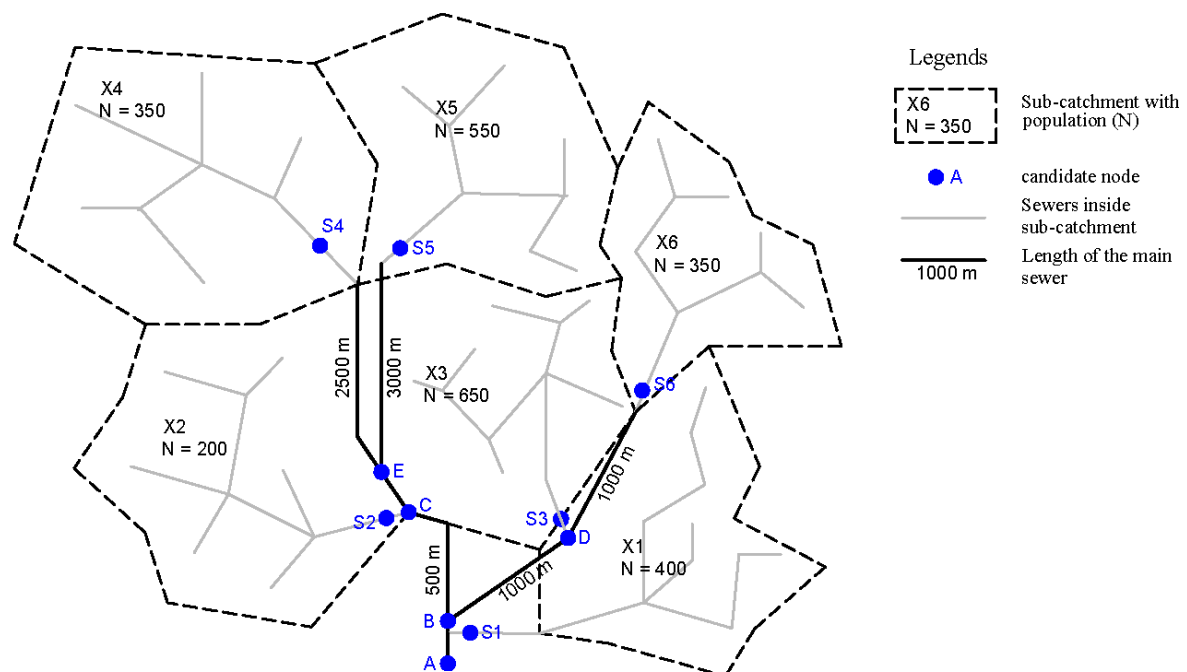 X4
N = 350
X5
N = 550
S4
S5
X6
N = 350
2500 m
3000 m
X3
N = 650
S6
X2
N = 200
E
C
S2
S3
D
1000 m
500 m
1000 m
X1
N = 400
B
S1
A
Legends
X6
N = 350
Sub-catchment with
population (N)
A
candidate node
Sewers inside
sub-catchment
1000 m
Length of the main
sewer